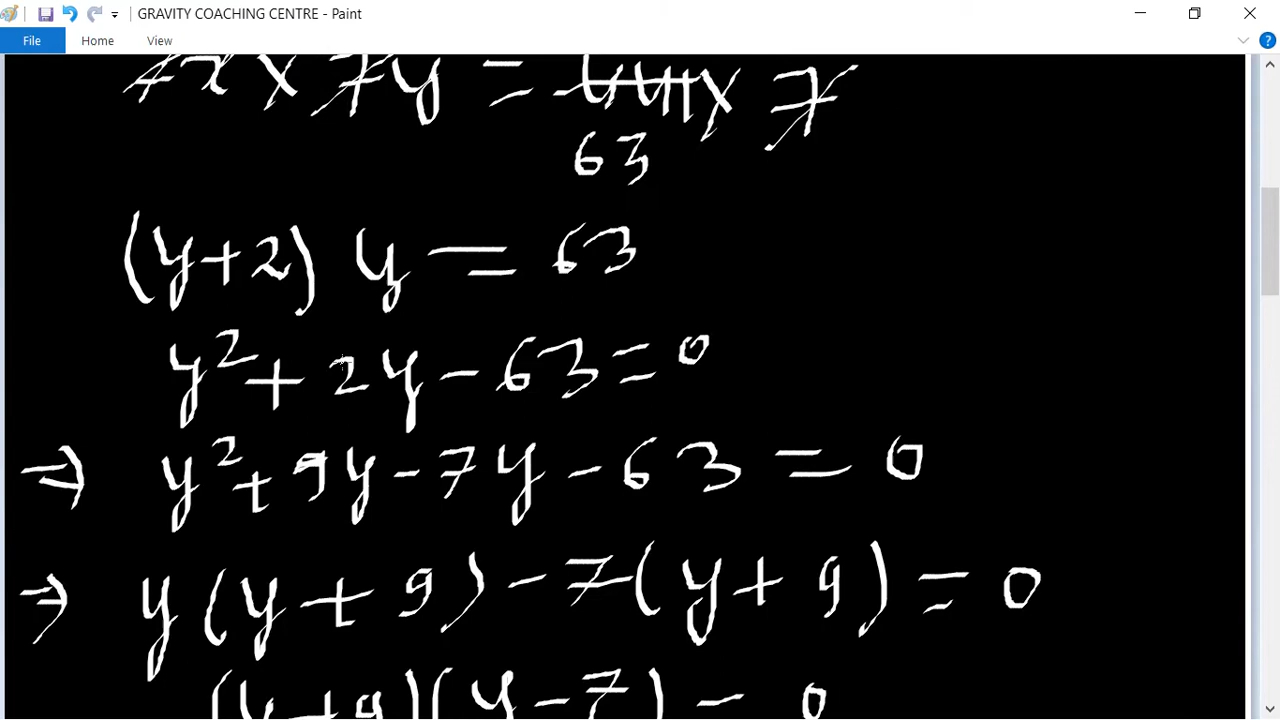 GRAVITY COACHING CENTRE - Paint
File Home View
7x × 7y = 441 × 7
63
(y+2) y = 63
y² + 2y - 63 = 0
⇒ y² + 9y - 7y - 63 = 0
⇒ y(y + 9) - 7(y + 9) = 0
(y+9)(y-7) = 0